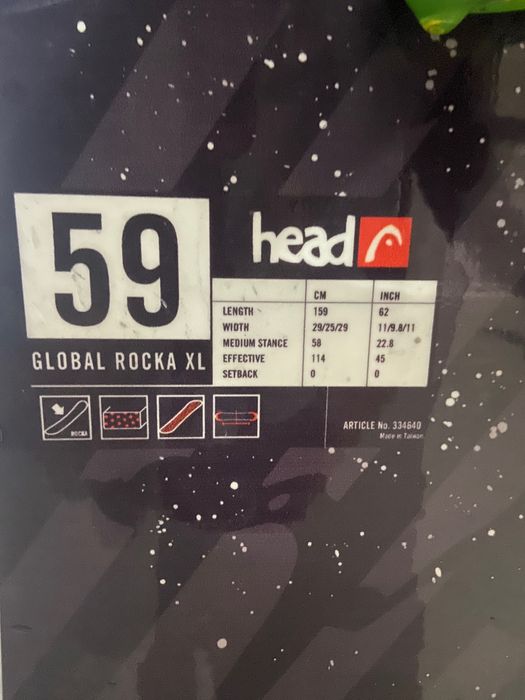 59
head
CM INCH
LENGTH 159 62
WIDTH 29/25/29 11/9.8/11
MEDIUM STANCE 58 22.8
EFFECTIVE 114 45
SETBACK 0 0
GLOBAL ROCKA XL
ROCKA
ARTICLE No. 334640
Made in Taiwan